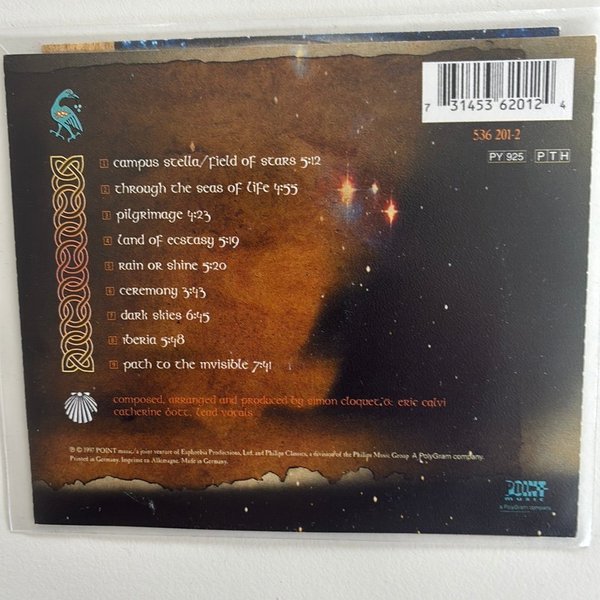 7 31453 62012 4
536 201-2
PY 925 PTH
1 campus stella/field of stars 5:12
2 through the seas of life 4:55
3 pilgrimage 4:23
4 land of ecstasy 5:19
5 rain or shine 5:20
6 ceremony 3:43
7 dark skies 6:45
8 iberia 5:48
9 path to the invisible 7:41
composed, arranged and produced by simon cloquet & eric calvi
catherine bott, lead vocals
℗ © 1997 POINT music, a joint venture of Euphorbia Productions, Ltd. and Philips Classics, a division of the Philips Music Group A PolyGram company.
Printed in Germany. Imprimé en Allemagne. Made in Germany.
POINT
music
a PolyGram company